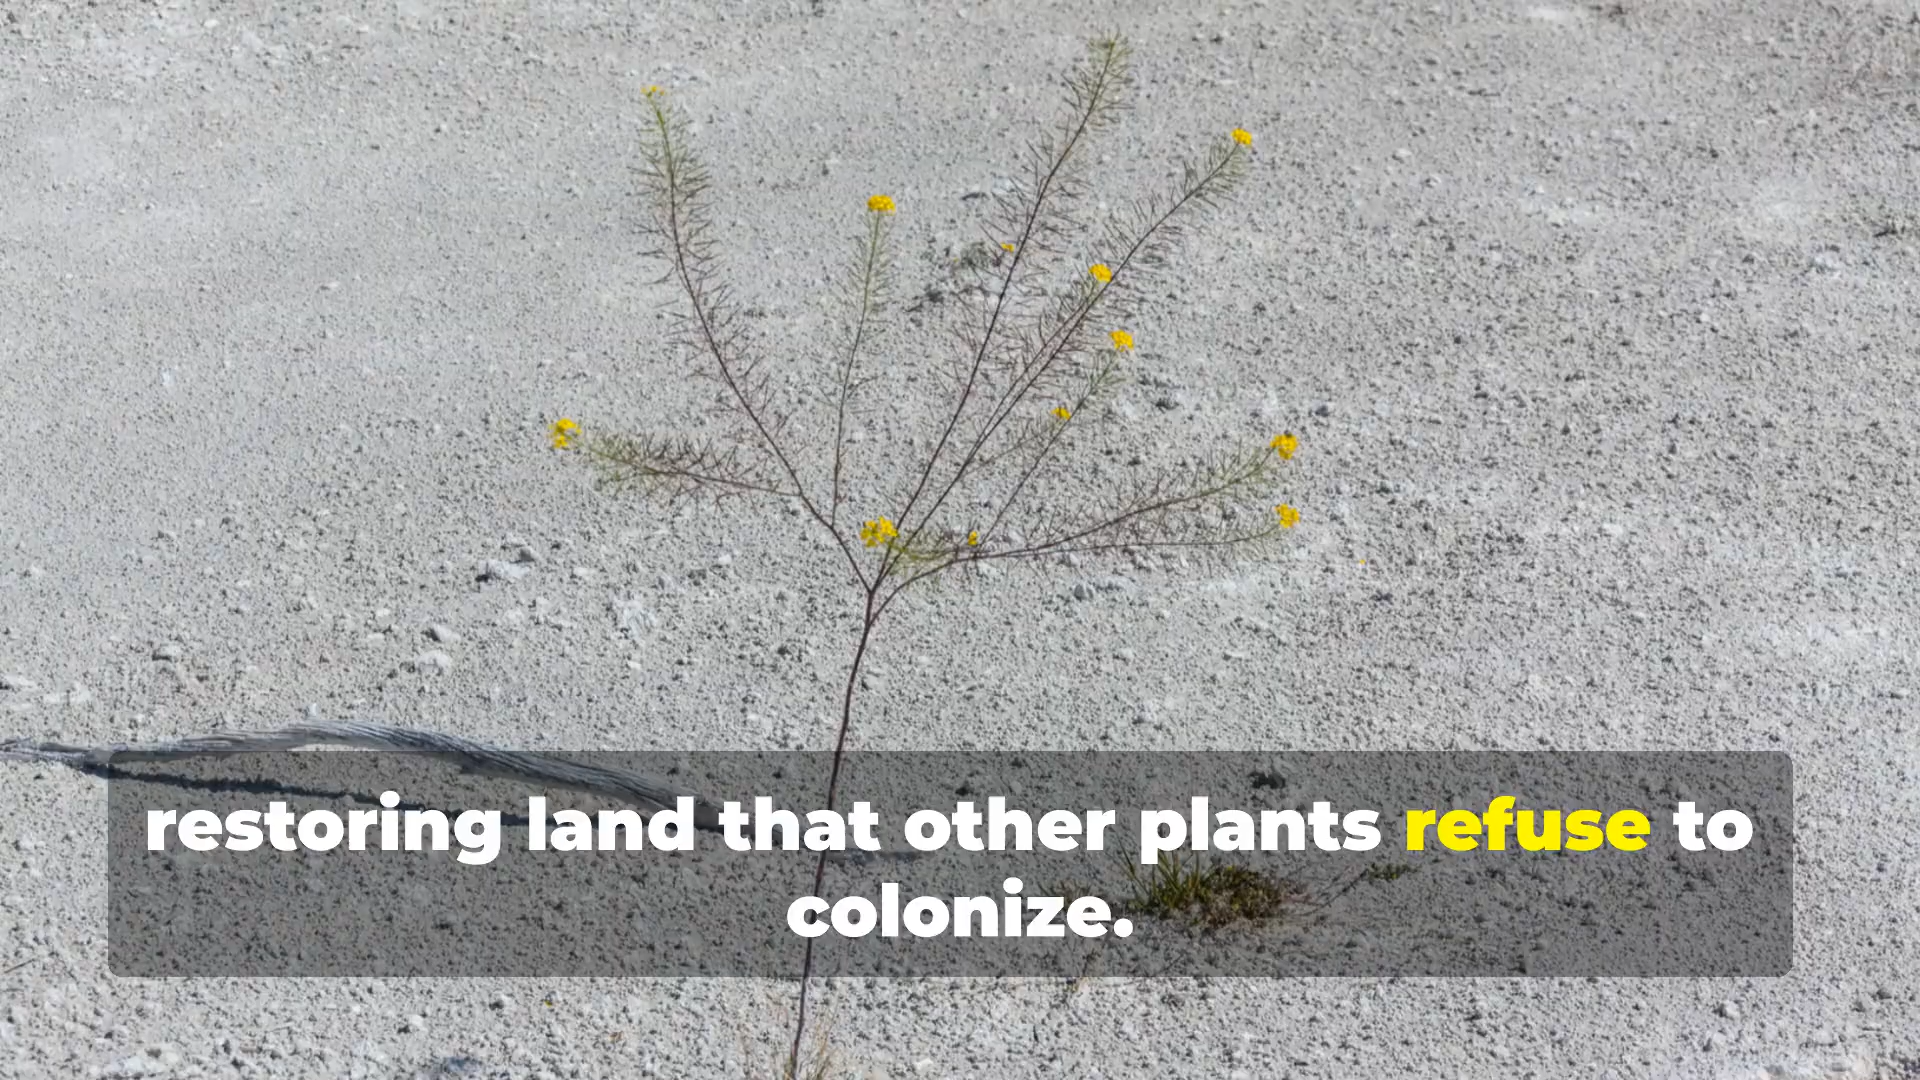 restoring land that other plants refuse to
colonize.